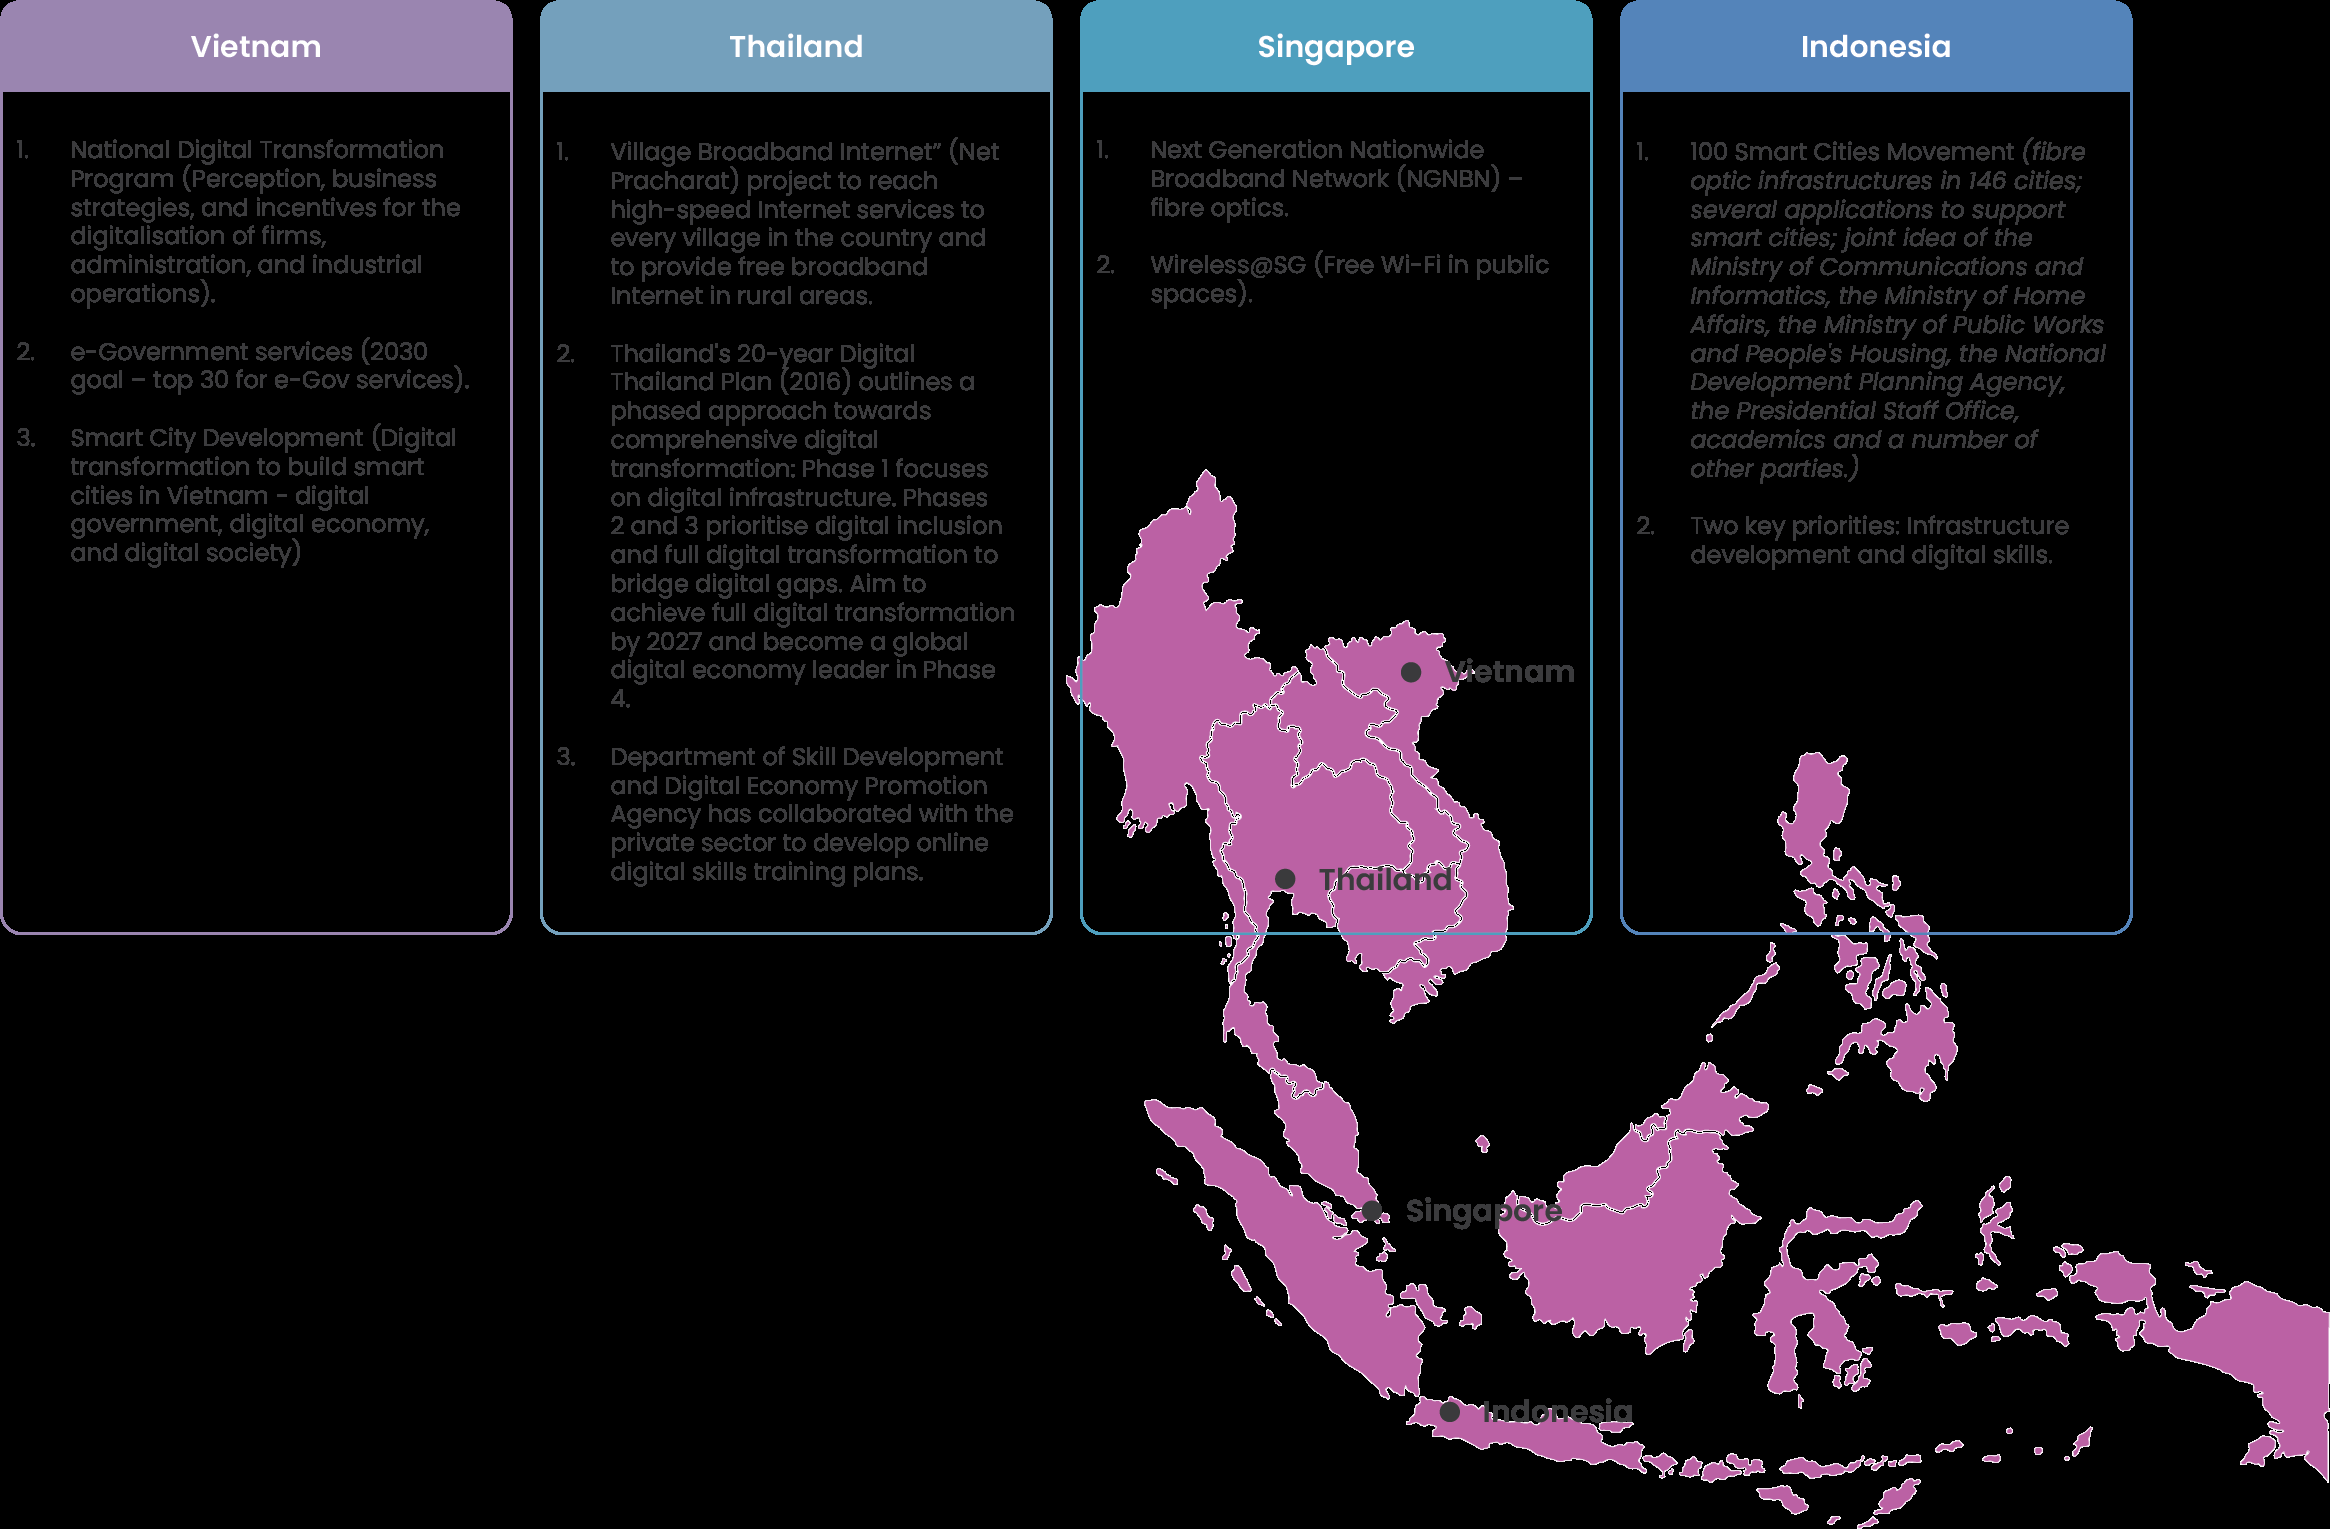 Vietnam
1. National Digital Transformation
Program (Perception, business
strategies, and incentives for the
digitalisation of firms,
administration, and industrial
operations).
2. e-Government services (2030
goal – top 30 for e-Gov services).
3. Smart City Development (Digital
transformation to build smart
cities in Vietnam - digital
government, digital economy,
and digital society)
Thailand
1. Village Broadband Internet” (Net
Pracharat) project to reach
high-speed Internet services to
every village in the country and
to provide free broadband
Internet in rural areas.
2. Thailand's 20-year Digital
Thailand Plan (2016) outlines a
phased approach towards
comprehensive digital
transformation: Phase 1 focuses
on digital infrastructure. Phases
2 and 3 prioritise digital inclusion
and full digital transformation to
bridge digital gaps. Aim to
achieve full digital transformation
by 2027 and become a global
digital economy leader in Phase
4.
3. Department of Skill Development
and Digital Economy Promotion
Agency has collaborated with the
private sector to develop online
digital skills training plans.
Singapore
1. Next Generation Nationwide
Broadband Network (NGNBN) –
fibre optics.
2. Wireless@SG (Free Wi-Fi in public
spaces).
Indonesia
1. 100 Smart Cities Movement (fibre
optic infrastructures in 146 cities;
several applications to support
smart cities; joint idea of the
Ministry of Communications and
Informatics, the Ministry of Home
Affairs, the Ministry of Public Works
and People's Housing, the National
Development Planning Agency,
the Presidential Staff Office,
academics and a number of
other parties.)
2. Two key priorities: Infrastructure
development and digital skills.
Vietnam
Thailand
Singapore
Indonesia